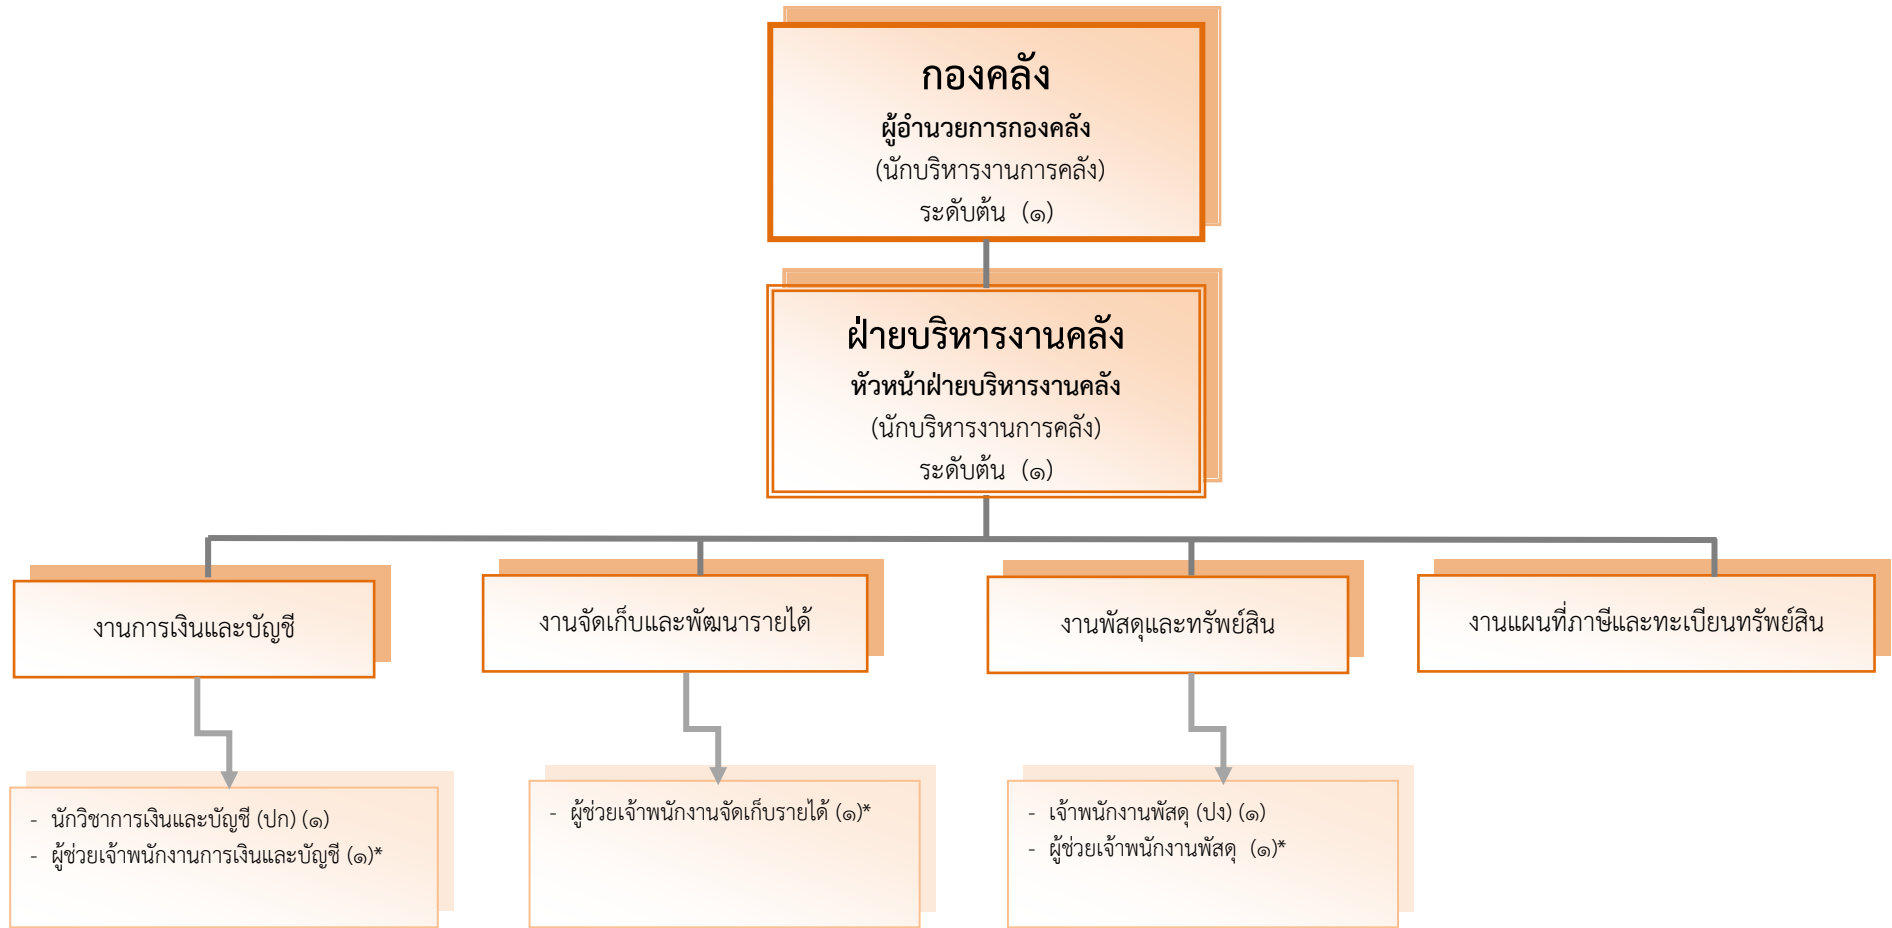 กองคลัง
ผู้อำนวยการกองคลัง
(นักบริหารงานการคลัง)
ระดับต้น (๑)
ฝ่ายบริหารงานคลัง
หัวหน้าฝ่ายบริหารงานคลัง
(นักบริหารงานการคลัง)
ระดับต้น (๑)
งานการเงินและบัญชี
งานจัดเก็บและพัฒนารายได้
งานพัสดุและทรัพย์สิน
งานแผนที่ภาษีและทะเบียนทรัพย์สิน
- นักวิชาการเงินและบัญชี (ปก) (๑)
- ผู้ช่วยเจ้าพนักงานการเงินและบัญชี (๑)*
- ผู้ช่วยเจ้าพนักงานจัดเก็บรายได้ (๑)*
- เจ้าพนักงานพัสดุ (ปง) (๑)
- ผู้ช่วยเจ้าพนักงานพัสดุ (๑)*